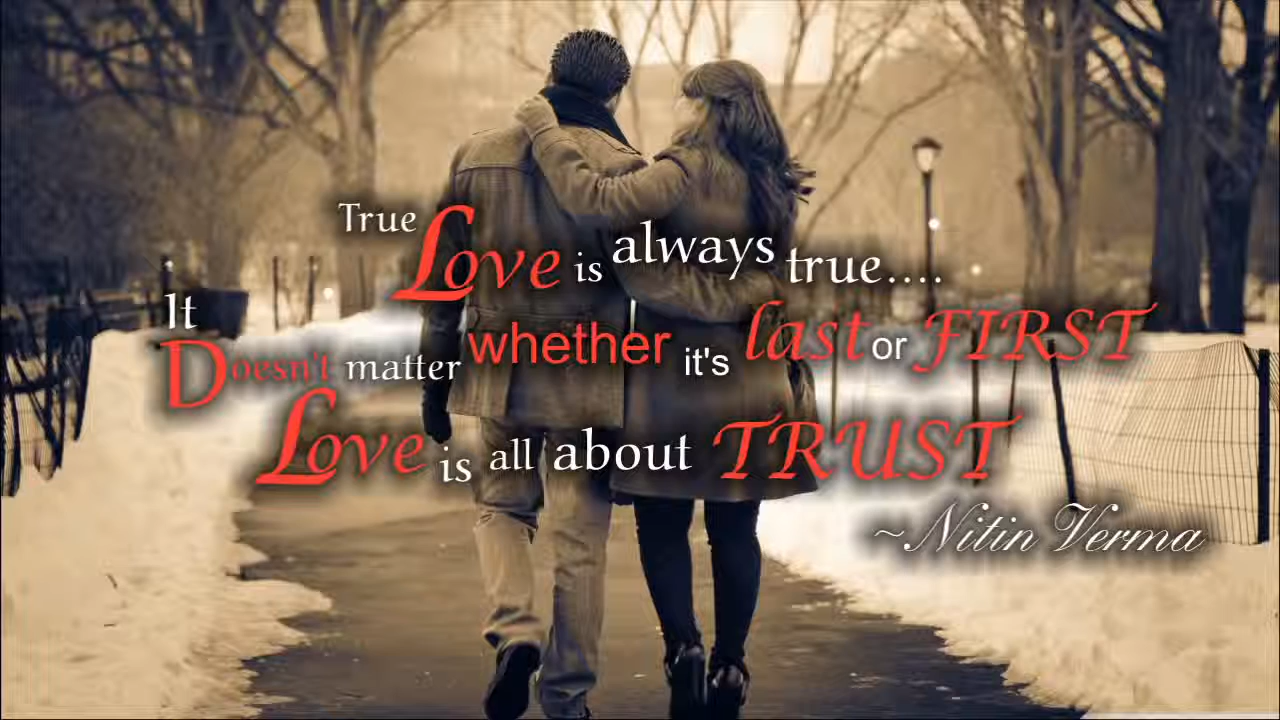 True Love is always true....
It Doesn't matter whether it's last or FIRST
Love is all about TRUST
~Nitin Verma